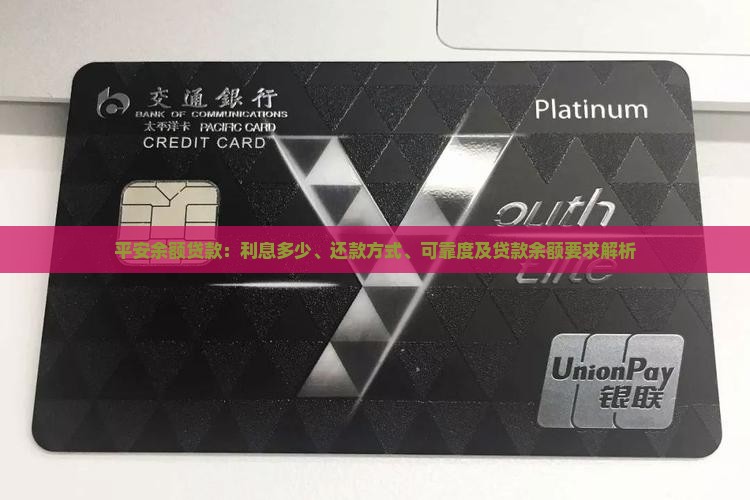 交通銀行
BANK OF COMMUNICATIONS
太平洋卡 PACIFIC CARD
CREDIT CARD
Platinum
outh
平安余额贷款：利息多少、还款方式、可靠度及贷款余额要求解析
Elite
UnionPay
银联